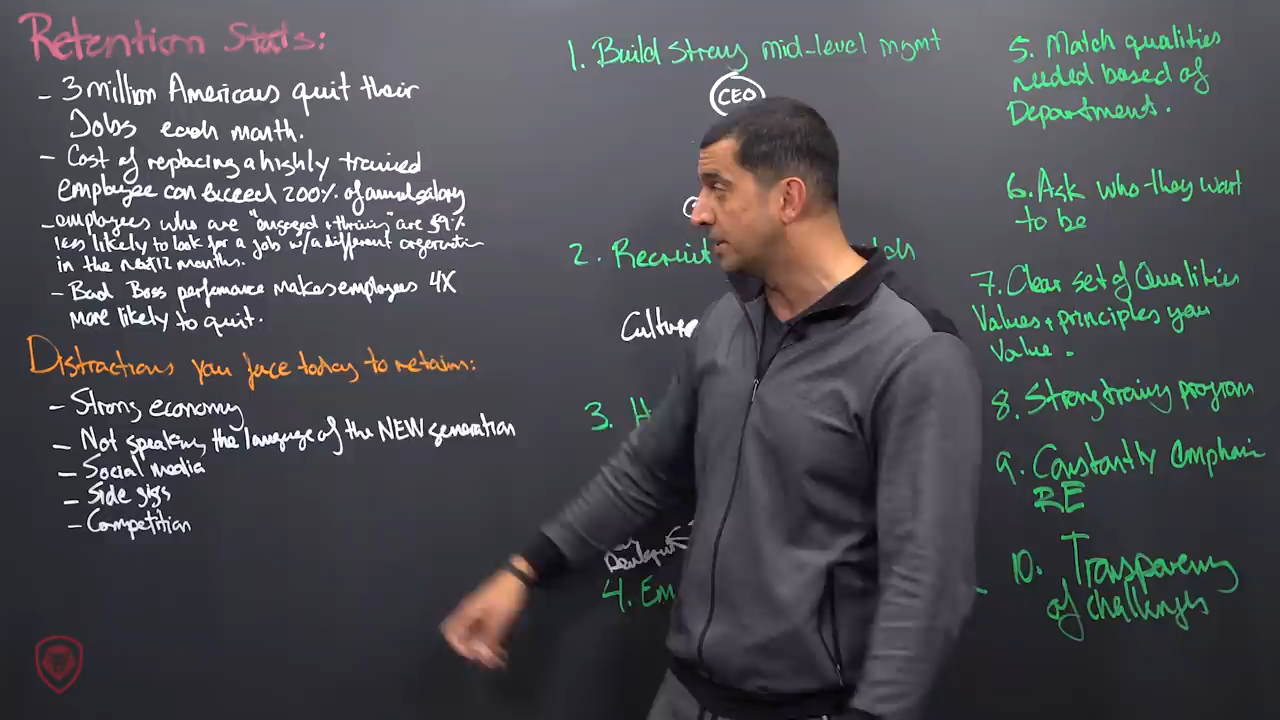 Retention Stats:
- 3 million Americans quit their
Jobs each month.
- Cost of replacing a highly trained
employee can exceed 200% of annual salary
- employees who are "engaged + thriving" are 59%
less likely to look for a job w/a different organization
in the next 12 months.
- Bad Boss performance makes employees 4X
more likely to quit.
Distractions you face today to retain:
- Strong economy
- Not speaking the language of the NEW generation
- Social media
- Side gigs
- Competition
1. Build strong mid-level mgmt
CEO
2. Recruit
Culture
3. H
4. Em
5. Match qualities
needed based of
Department.
6. Ask who they want
to be
7. Clear set of Qualities
Values + principles you
Value.
8. Strong training program
9. Constantly emphasi
RE
10. Transparency
of challenges